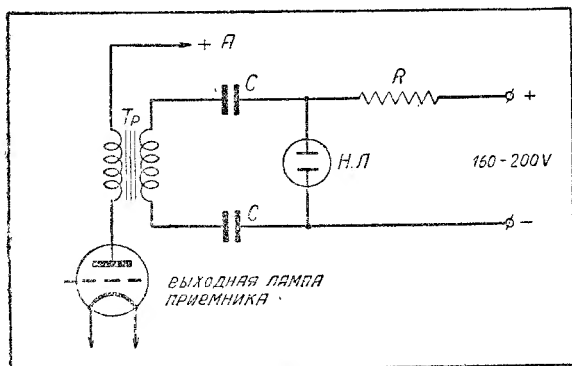 + А
С
R
+
Тр
Н.Л
160-200V
С
-
ВЫХОДНАЯ ЛАМПА
ПРИЕМНИКА